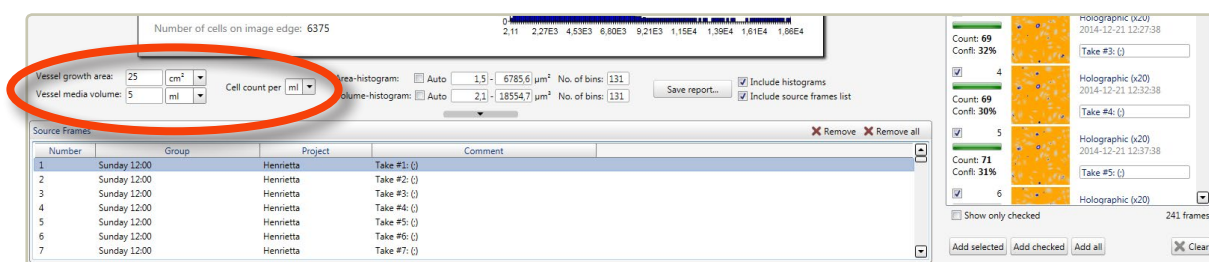 Number of cells on image edge: 6375
0
2,11 2,27E3 4,53E3 6,80E3 9,21E3 1,15E4 1,39E4 1,61E4 1,86E4
Vessel growth area: 25 cm²
Vessel media volume: 5 ml
Cell count per ml
Area-histogram: Auto 1,5 - 6785,6 µm² No. of bins: 131
olume-histogram: Auto 2,1 - 18554,7 µm² No. of bins: 131
Save report...
Include histograms
Include source frames list
Source Frames
Remove Remove all
Number Group Project Comment
1 Sunday 12:00 Henrietta Take #1: (;)
2 Sunday 12:00 Henrietta Take #2: (;)
3 Sunday 12:00 Henrietta Take #3: (;)
4 Sunday 12:00 Henrietta Take #4: (;)
5 Sunday 12:00 Henrietta Take #5: (;)
6 Sunday 12:00 Henrietta Take #6: (;)
7 Sunday 12:00 Henrietta Take #7: (;)
Holographic (x20)
2014-12-21 12:27:38
Count: 69
Confl: 32%
Take #3: (;)
4
Holographic (x20)
2014-12-21 12:32:38
Count: 69
Confl: 30%
Take #4: (;)
5
Holographic (x20)
2014-12-21 12:37:38
Count: 71
Confl: 31%
Take #5: (;)
6
Holographic (x20)
Show only checked
241 frames
Add selected Add checked Add all
Clear